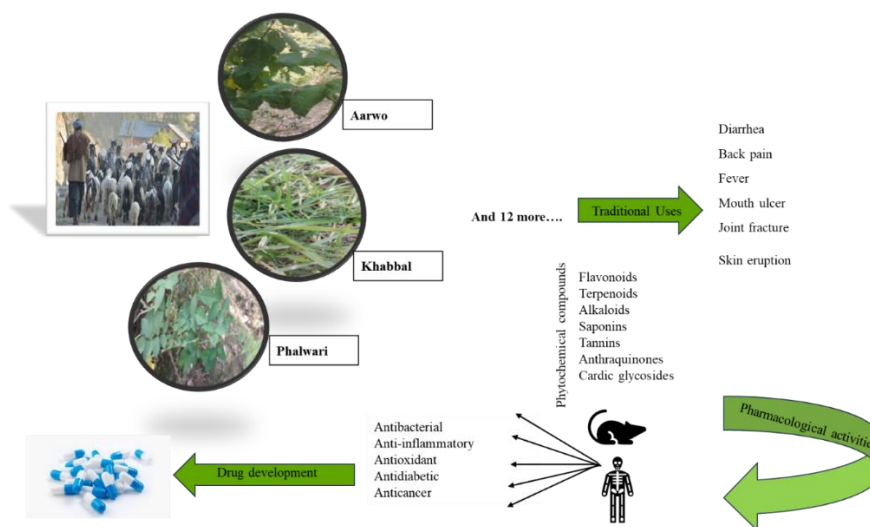 Aarwo
Khabbal
Phalwari
And 12 more....
Traditional Uses
Diarrhea
Back pain
Fever
Mouth ulcer
Joint fracture
Skin eruption
Phytochemical compounds
Flavonoids
Terpenoids
Alkaloids
Saponins
Tannins
Anthraquinones
Cardic glycosides
Pharmacological activities
Antibacterial
Anti-inflammatory
Antioxidant
Antidiabetic
Anticancer
Drug development